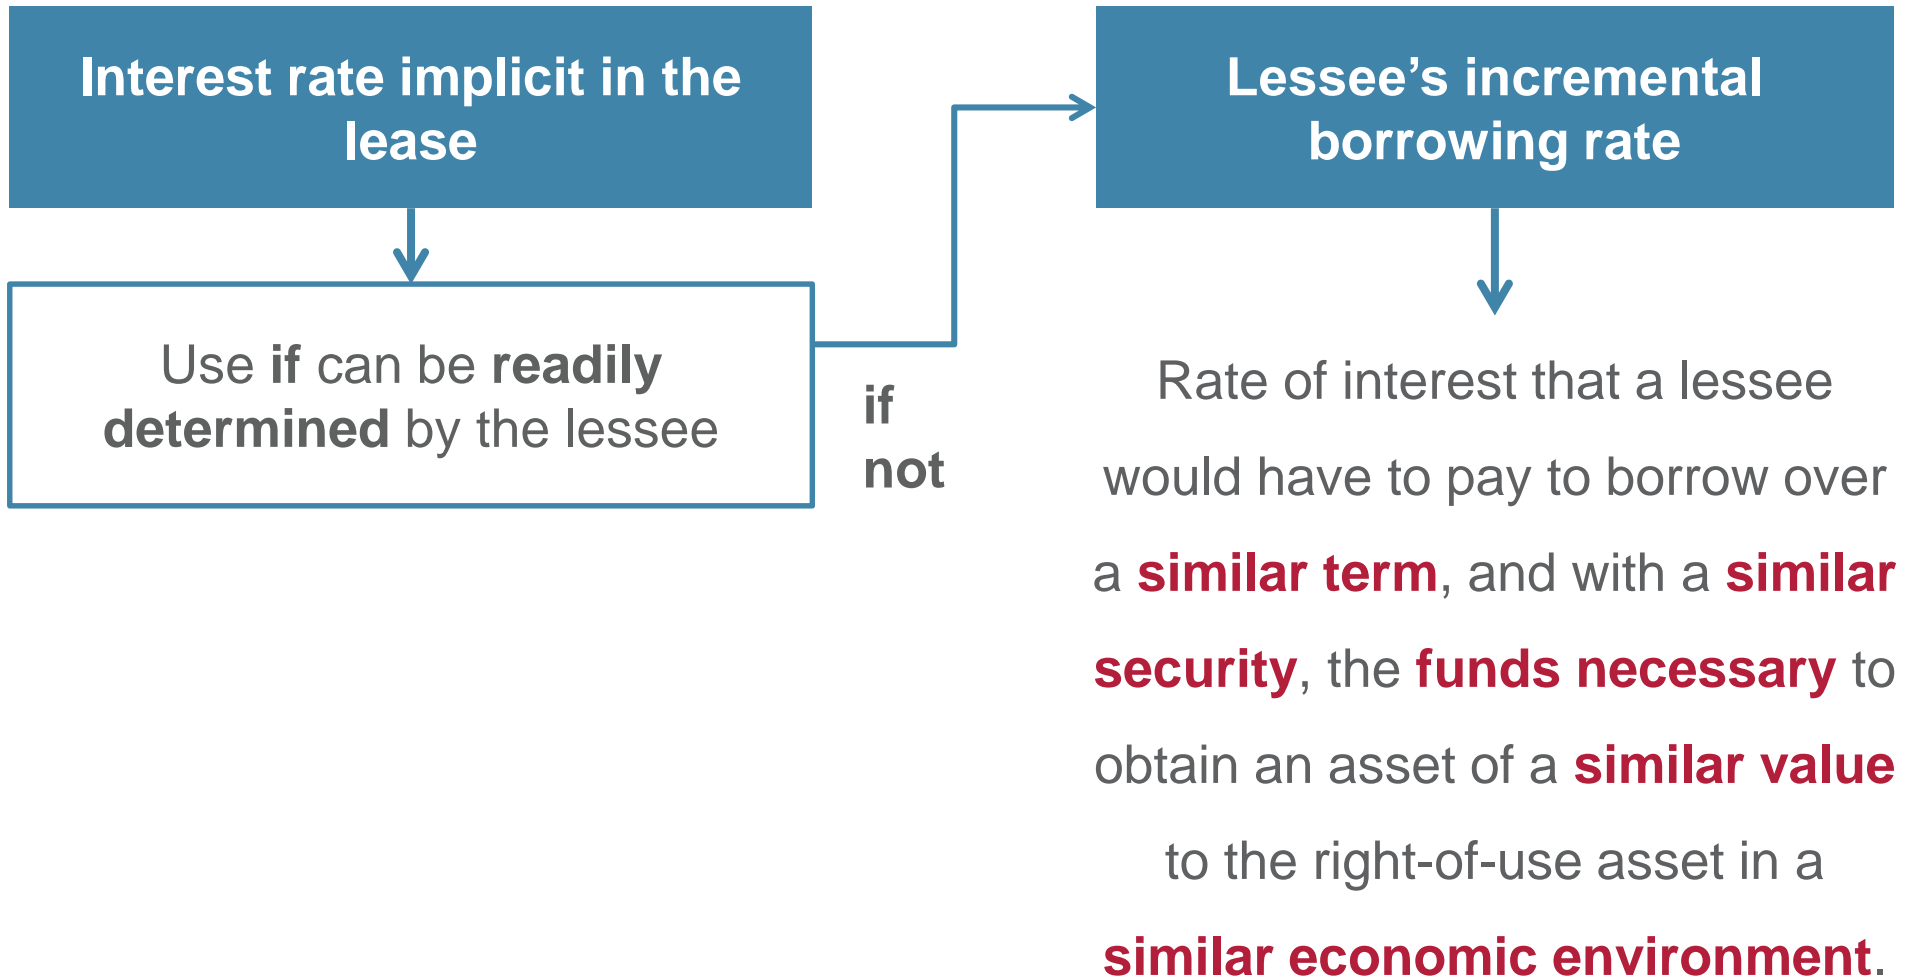 Interest rate implicit in the
lease
Use if can be readily
determined by the lessee
if
not
Lessee’s incremental
borrowing rate
Rate of interest that a lessee
would have to pay to borrow over
a similar term, and with a similar
security, the funds necessary to
obtain an asset of a similar value
to the right-of-use asset in a
similar economic environment.